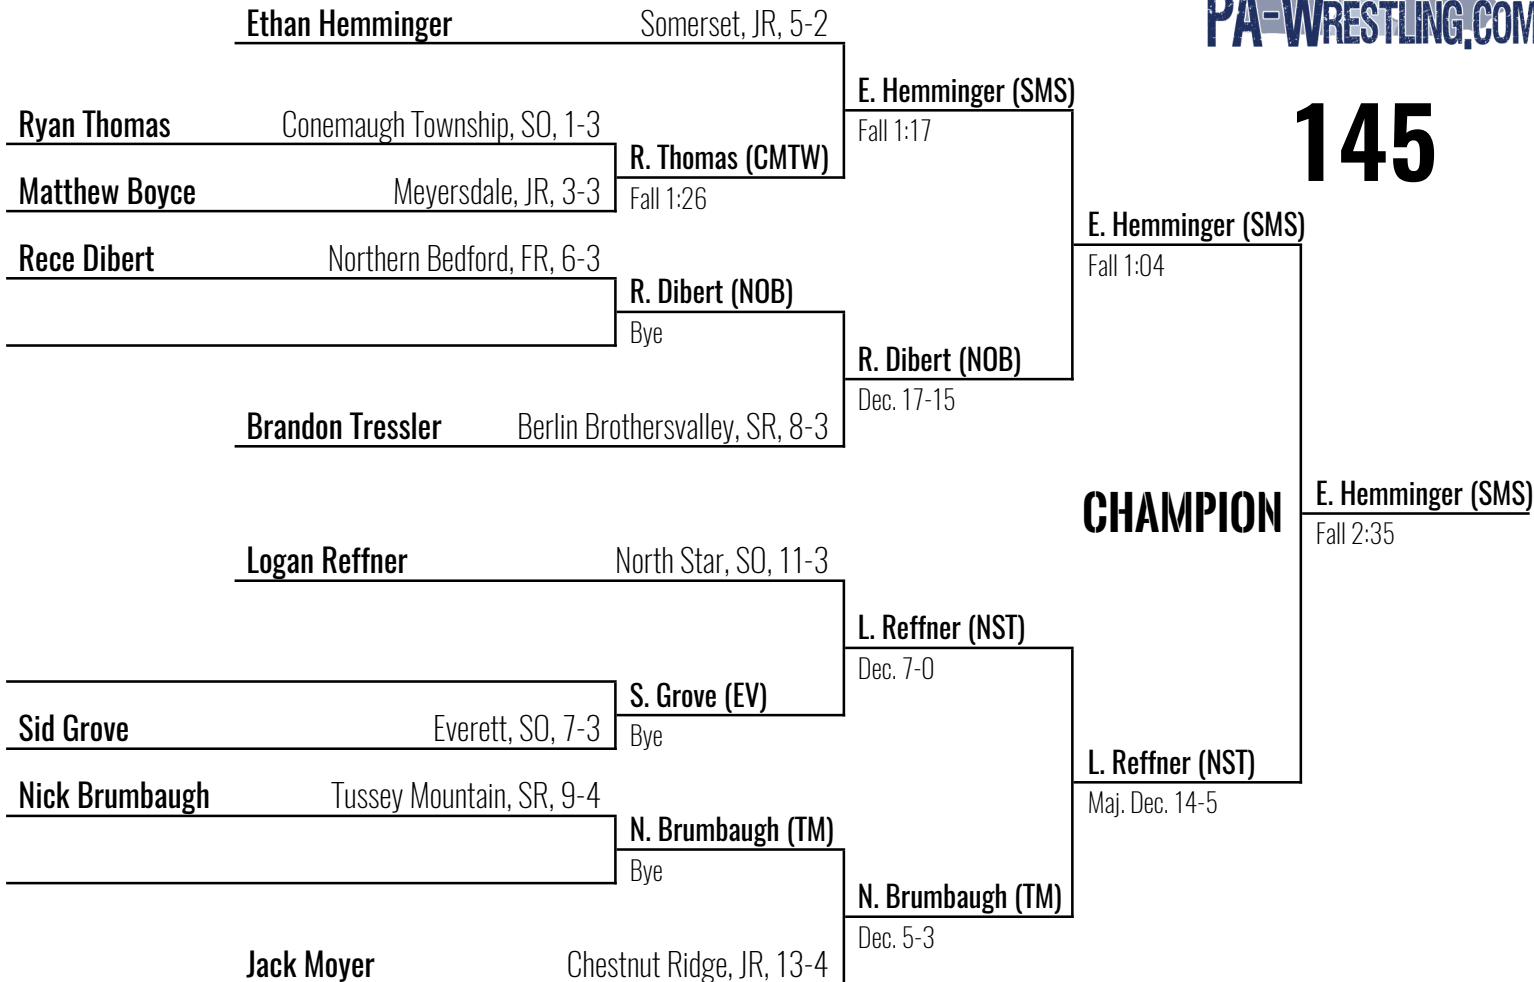 PA-WRESTLING.COM
145
Ethan Hemminger Somerset, JR, 5-2
E. Hemminger (SMS)
Fall 1:17
Ryan Thomas Conemaugh Township, SO, 1-3
R. Thomas (CMTW)
Fall 1:26
Matthew Boyce Meyersdale, JR, 3-3
E. Hemminger (SMS)
Fall 1:04
Rece Dibert Northern Bedford, FR, 6-3
R. Dibert (NOB)
Bye
R. Dibert (NOB)
Dec. 17-15
Brandon Tressler Berlin Brothersvalley, SR, 8-3
CHAMPION
E. Hemminger (SMS)
Fall 2:35
Logan Reffner North Star, SO, 11-3
L. Reffner (NST)
Dec. 7-0
S. Grove (EV)
Bye
Sid Grove Everett, SO, 7-3
L. Reffner (NST)
Maj. Dec. 14-5
Nick Brumbaugh Tussey Mountain, SR, 9-4
N. Brumbaugh (TM)
Bye
N. Brumbaugh (TM)
Dec. 5-3
Jack Moyer Chestnut Ridge, JR, 13-4